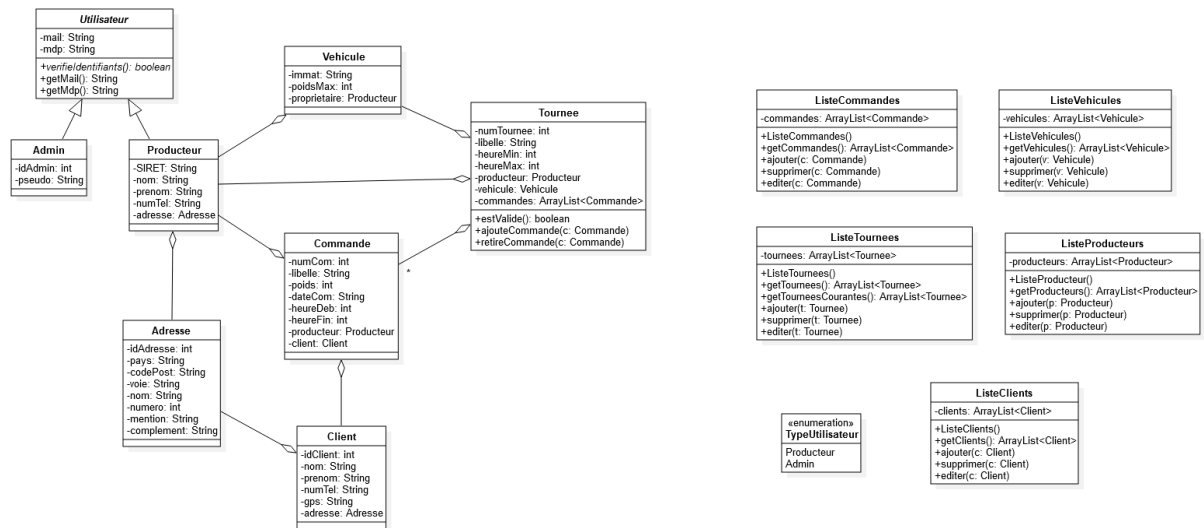 Utilisateur
-mail: String
-mdp: String
+verifieIdentifiants(): boolean
+getMail(): String
+getMdp(): String
Admin
-idAdmin: int
-pseudo: String
Producteur
-SIRET: String
-nom: String
-prenom: String
-numTel: String
-adresse: Adresse
Vehicule
-immat: String
-poidsMax: int
-proprietaire: Producteur
Tournee
-numTournee: int
-libelle: String
-heureMin: int
-heureMax: int
-producteur: Producteur
-vehicule: Vehicule
-commandes: ArrayList<Commande>
+estValide(): boolean
+ajouteCommande(c: Commande)
+retireCommande(c: Commande)
*
Commande
-numCom: int
-libelle: String
-poids: int
-dateCom: String
-heureDeb: int
-heureFin: int
-producteur: Producteur
-client: Client
Adresse
-idAdresse: int
-pays: String
-codePost: String
-voie: String
-nom: String
-numero: int
-mention: String
-complement: String
Client
-idClient: int
-nom: String
-prenom: String
-numTel: String
-gps: String
-adresse: Adresse
ListeCommandes
-commandes: ArrayList<Commande>
+ListeCommandes()
+getCommandes(): ArrayList<Commande>
+ajouter(c: Commande)
+supprimer(c: Commande)
+editer(c: Commande)
ListeVehicules
-vehicules: ArrayList<Vehicule>
+ListeVehicules()
+getVehicules(): ArrayList<Vehicule>
+ajouter(v: Vehicule)
+supprimer(v: Vehicule)
+editer(v: Vehicule)
ListeTournees
-tournees: ArrayList<Tournee>
+ListeTournees()
+getTournees(): ArrayList<Tournee>
+getTourneesCourantes(): ArrayList<Tournee>
+ajouter(t: Tournee)
+supprimer(t: Tournee)
+editer(t: Tournee)
ListeProducteurs
-producteurs: ArrayList<Producteur>
+ListeProducteur()
+getProducteurs(): ArrayList<Producteur>
+ajouter(p: Producteur)
+supprimer(p: Producteur)
+editer(p: Producteur)
«enumeration»
TypeUtilisateur
Producteur
Admin
ListeClients
-clients: ArrayList<Client>
+ListeClients()
+getClients(): ArrayList<Client>
+ajouter(c: Client)
+supprimer(c: Client)
+editer(c: Client)